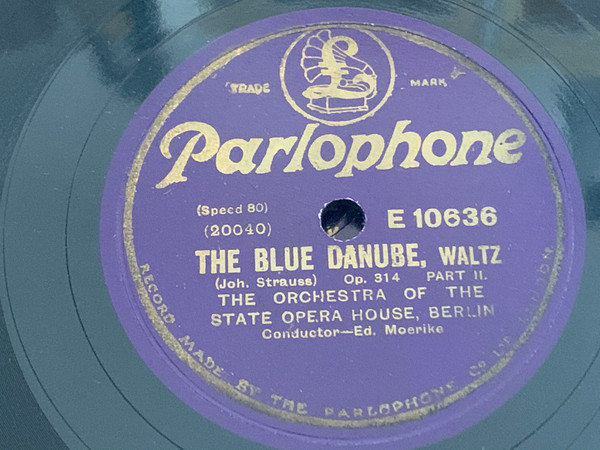 TRADE MARK
Parlophone
(Speed 80)
(20040)
E 10636
THE BLUE DANUBE, WALTZ
(Joh. Strauss) Op. 314 PART II.
THE ORCHESTRA OF THE
STATE OPERA HOUSE, BERLIN
Conductor—Ed. Moerike
RECORD MADE BY THE PARLOPHONE CO. LTD